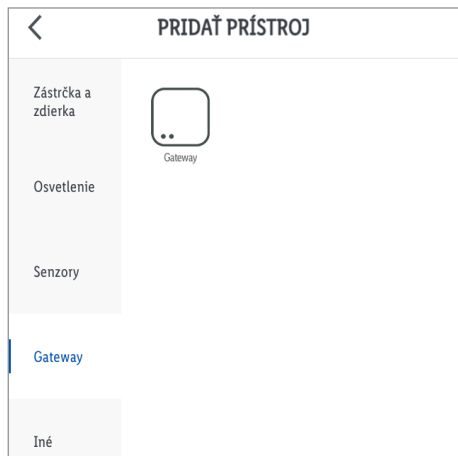 PRIDAŤ PRÍSTROJ
Zástrčka a
zdierka
Gateway
Osvetlenie
Senzory
Gateway
Iné